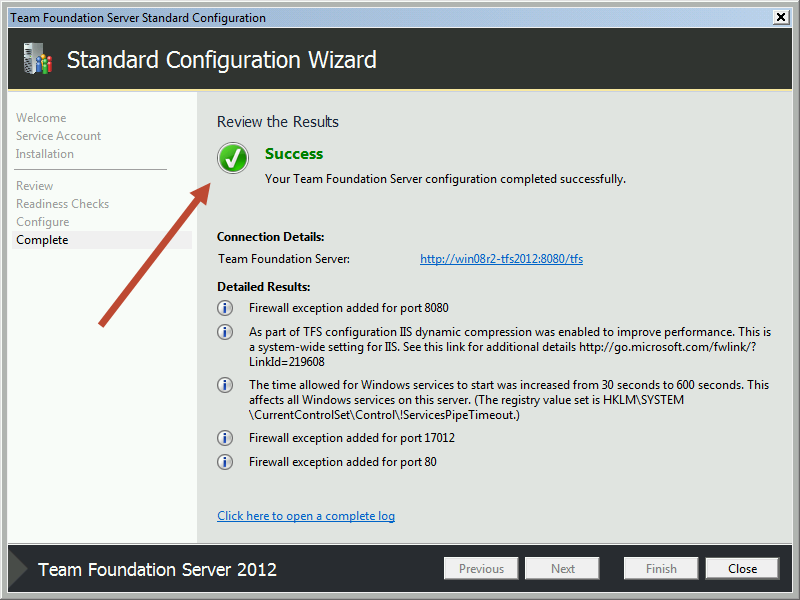 Team Foundation Server Standard Configuration
Standard Configuration Wizard
Welcome
Service Account
Installation
Review
Readiness Checks
Configure
Complete
Review the Results
Success
Your Team Foundation Server configuration completed successfully.
Connection Details:
Team Foundation Server: http://win08r2-tfs2012:8080/tfs
Detailed Results:
Firewall exception added for port 8080
As part of TFS configuration IIS dynamic compression was enabled to improve performance. This is
a system-wide setting for IIS. See this link for additional details http://go.microsoft.com/fwlink/?
LinkId=219608
The time allowed for Windows services to start was increased from 30 seconds to 600 seconds. This
affects all Windows services on this server. (The registry value set is HKLM\SYSTEM
\CurrentControlSet\Control\!ServicesPipeTimeout.)
Firewall exception added for port 17012
Firewall exception added for port 80
Click here to open a complete log
Team Foundation Server 2012
Previous Next Finish Close